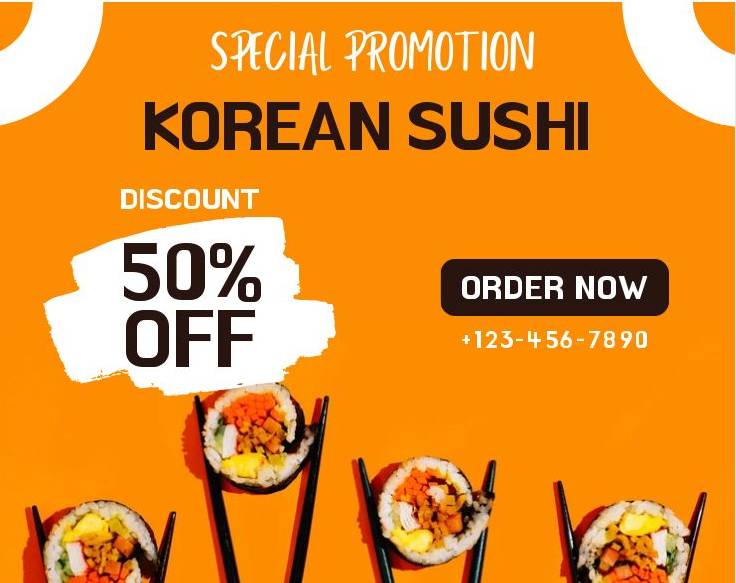 SPECIAL PROMOTION
KOREAN SUSHI
DISCOUNT
50%
OFF
ORDER NOW
+123-456-7890